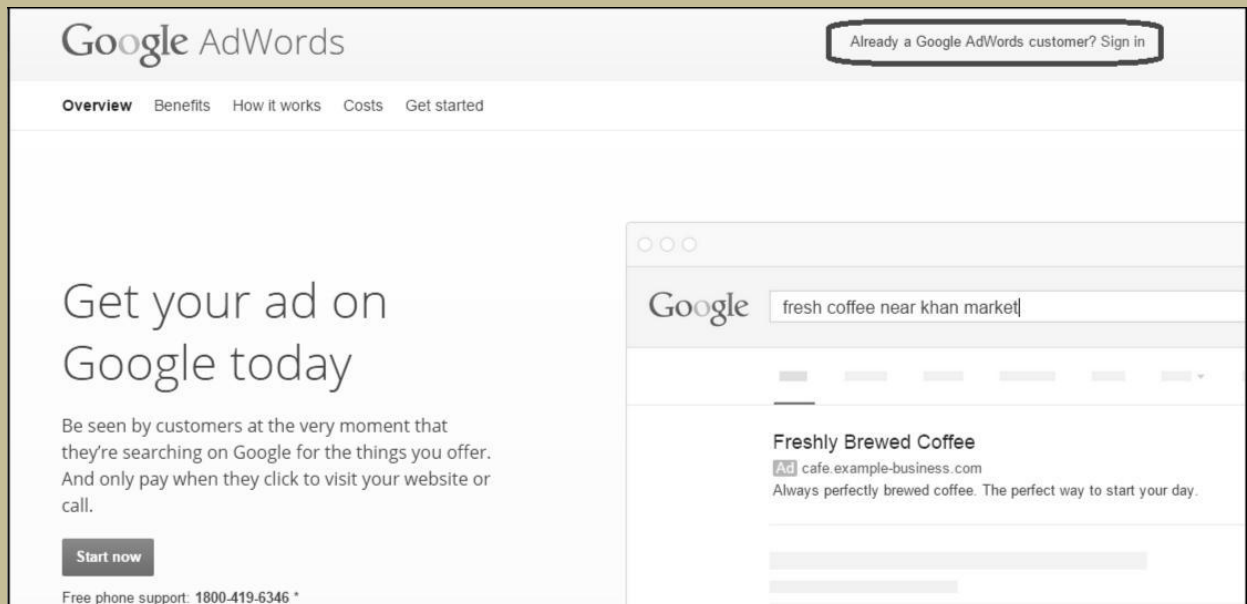 Google AdWords
Already a Google AdWords customer? Sign in
Overview Benefits How it works Costs Get started
Get your ad on
Google today
Be seen by customers at the very moment that
they're searching on Google for the things you offer.
And only pay when they click to visit your website or
call.
Start now
Free phone support: 1800-419-6346 *
Google fresh coffee near khan market
Freshly Brewed Coffee
Ad cafe.example-business.com
Always perfectly brewed coffee. The perfect way to start your day.